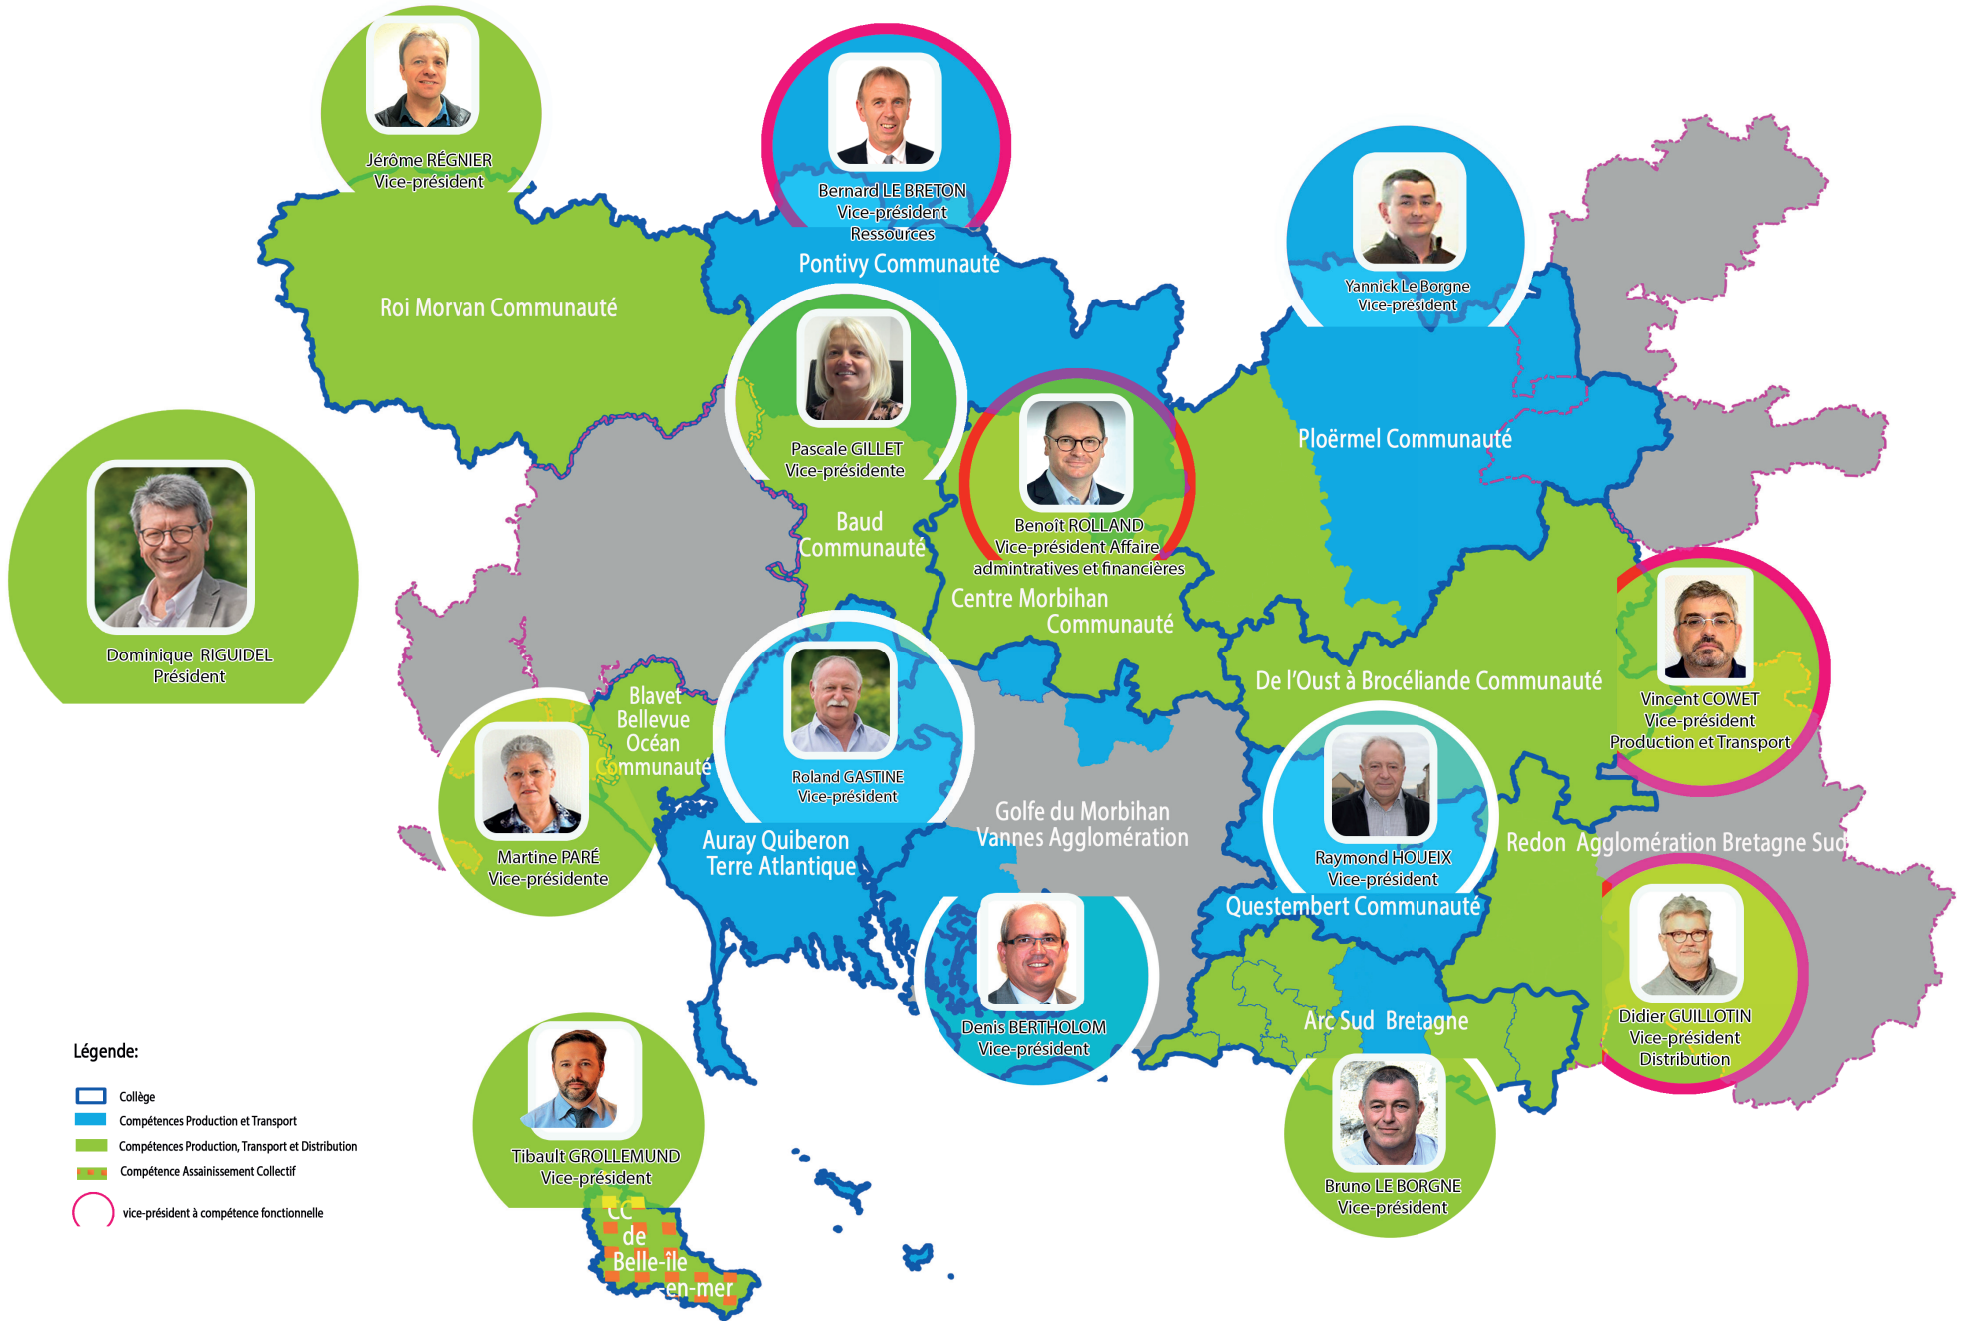 Jérôme RÉGNIER
Vice-président
Bernard LE BRETON
Vice-président
Ressources
Pontivy Communauté
Yannick Le Borgne
Vice-président
Roi Morvan Communauté
Pascale GILLET
Vice-présidente
Ploërmel Communauté
Baud
Communauté
Benoît ROLLAND
Vice-président Affaire
admintratives et financières
Centre Morbihan
Communauté
Dominique RIGUIDEL
Président
De l'Oust à Brocéliande Communauté
Vincent COWET
Vice-président
Production et Transport
Blavet
Bellevue
Océan
Communauté
Roland GASTINE
Vice-président
Golfe du Morbihan
Vannes Agglomération
Auray Quiberon
Terre Atlantique
Martine PARÉ
Vice-présidente
Raymond HOUEIX
Vice-président
Redon Agglomération Bretagne Sud
Questembert Communauté
Denis BERTHOLOM
Vice-président
Arc Sud Bretagne
Didier GUILLOTIN
Vice-président
Distribution
Tibault GROLLEMUND
Vice-président
Bruno LE BORGNE
Vice-président
CC
de
Belle-île
-en-mer
Légende:
Collège
Compétences Production et Transport
Compétences Production, Transport et Distribution
Compétence Assainissement Collectif
vice-président à compétence fonctionnelle